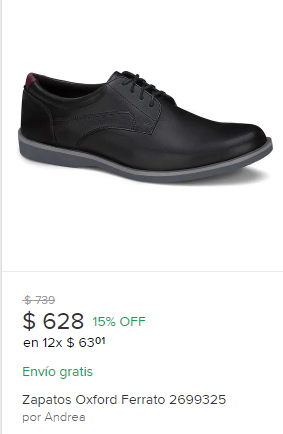 $ 739
$ 628 15% OFF
en 12x $ 63⁰¹
Envío gratis
Zapatos Oxford Ferrato 2699325
por Andrea